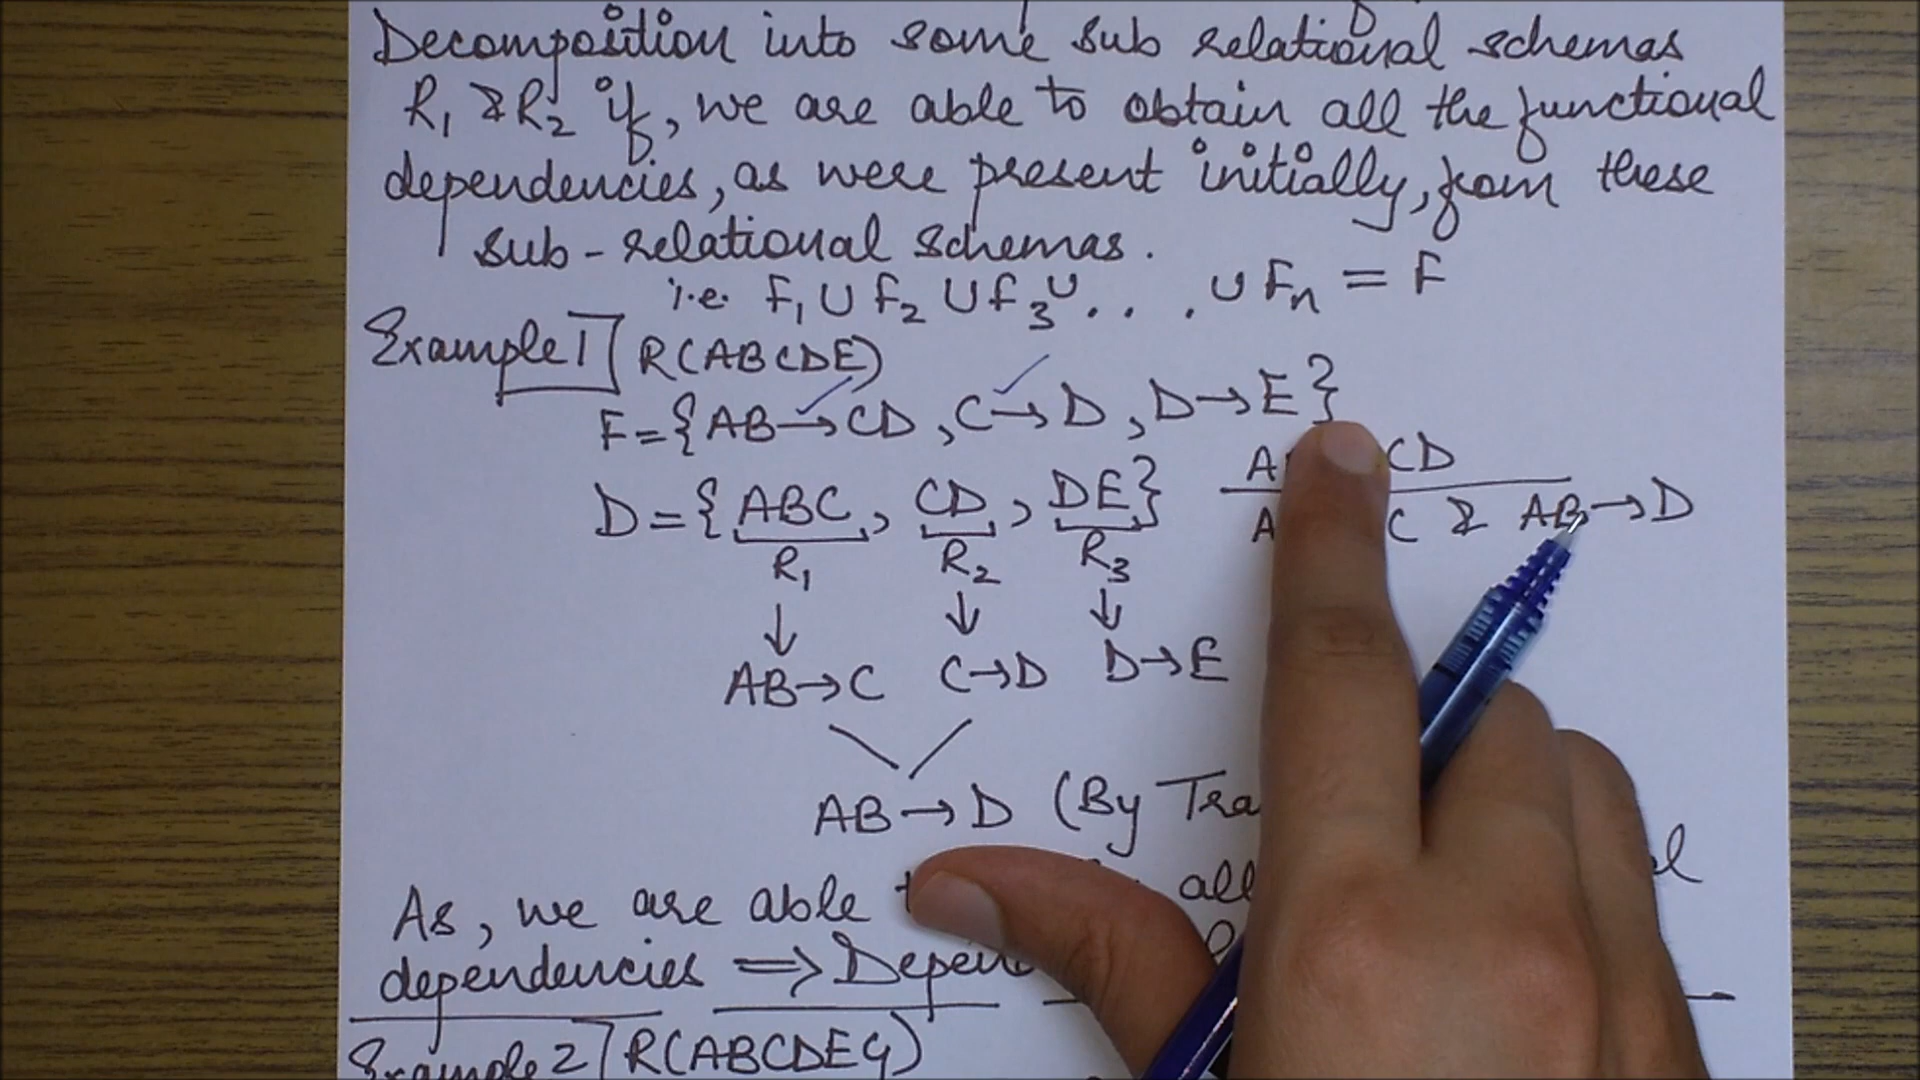 Decomposition into some sub relational schemas
R1 & R2 if, we are able to obtain all the functional
dependencies, as were present initially, from these
sub-relational schemas.
i.e. F1 ∪ F2 ∪ F3 ∪ . . . . ∪ Fn = F
Example 1 R(ABCDE)
F = {AB → CD, C → D, D → E}
D = {ABC, CD, DE}
R1 R2 R3
CD
C & AB → D
↓ ↓ ↓
AB → C C → D D → E
AB → D (By
As, we are able all
dependencies ⇒
Example 2 R(ABCDEG)